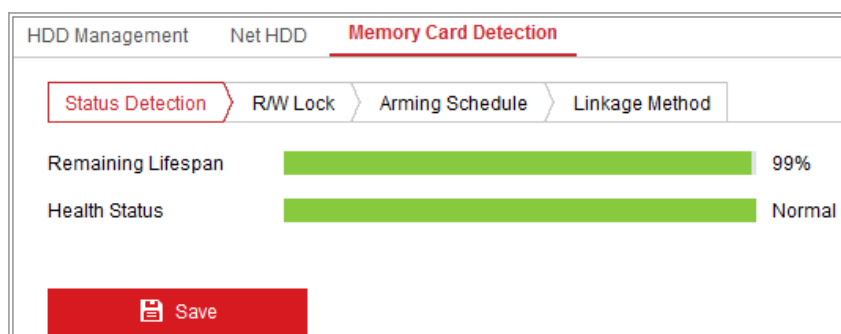 HDD Management Net HDD Memory Card Detection
Status Detection R/W Lock Arming Schedule Linkage Method
Remaining Lifespan 99%
Health Status Normal
Save